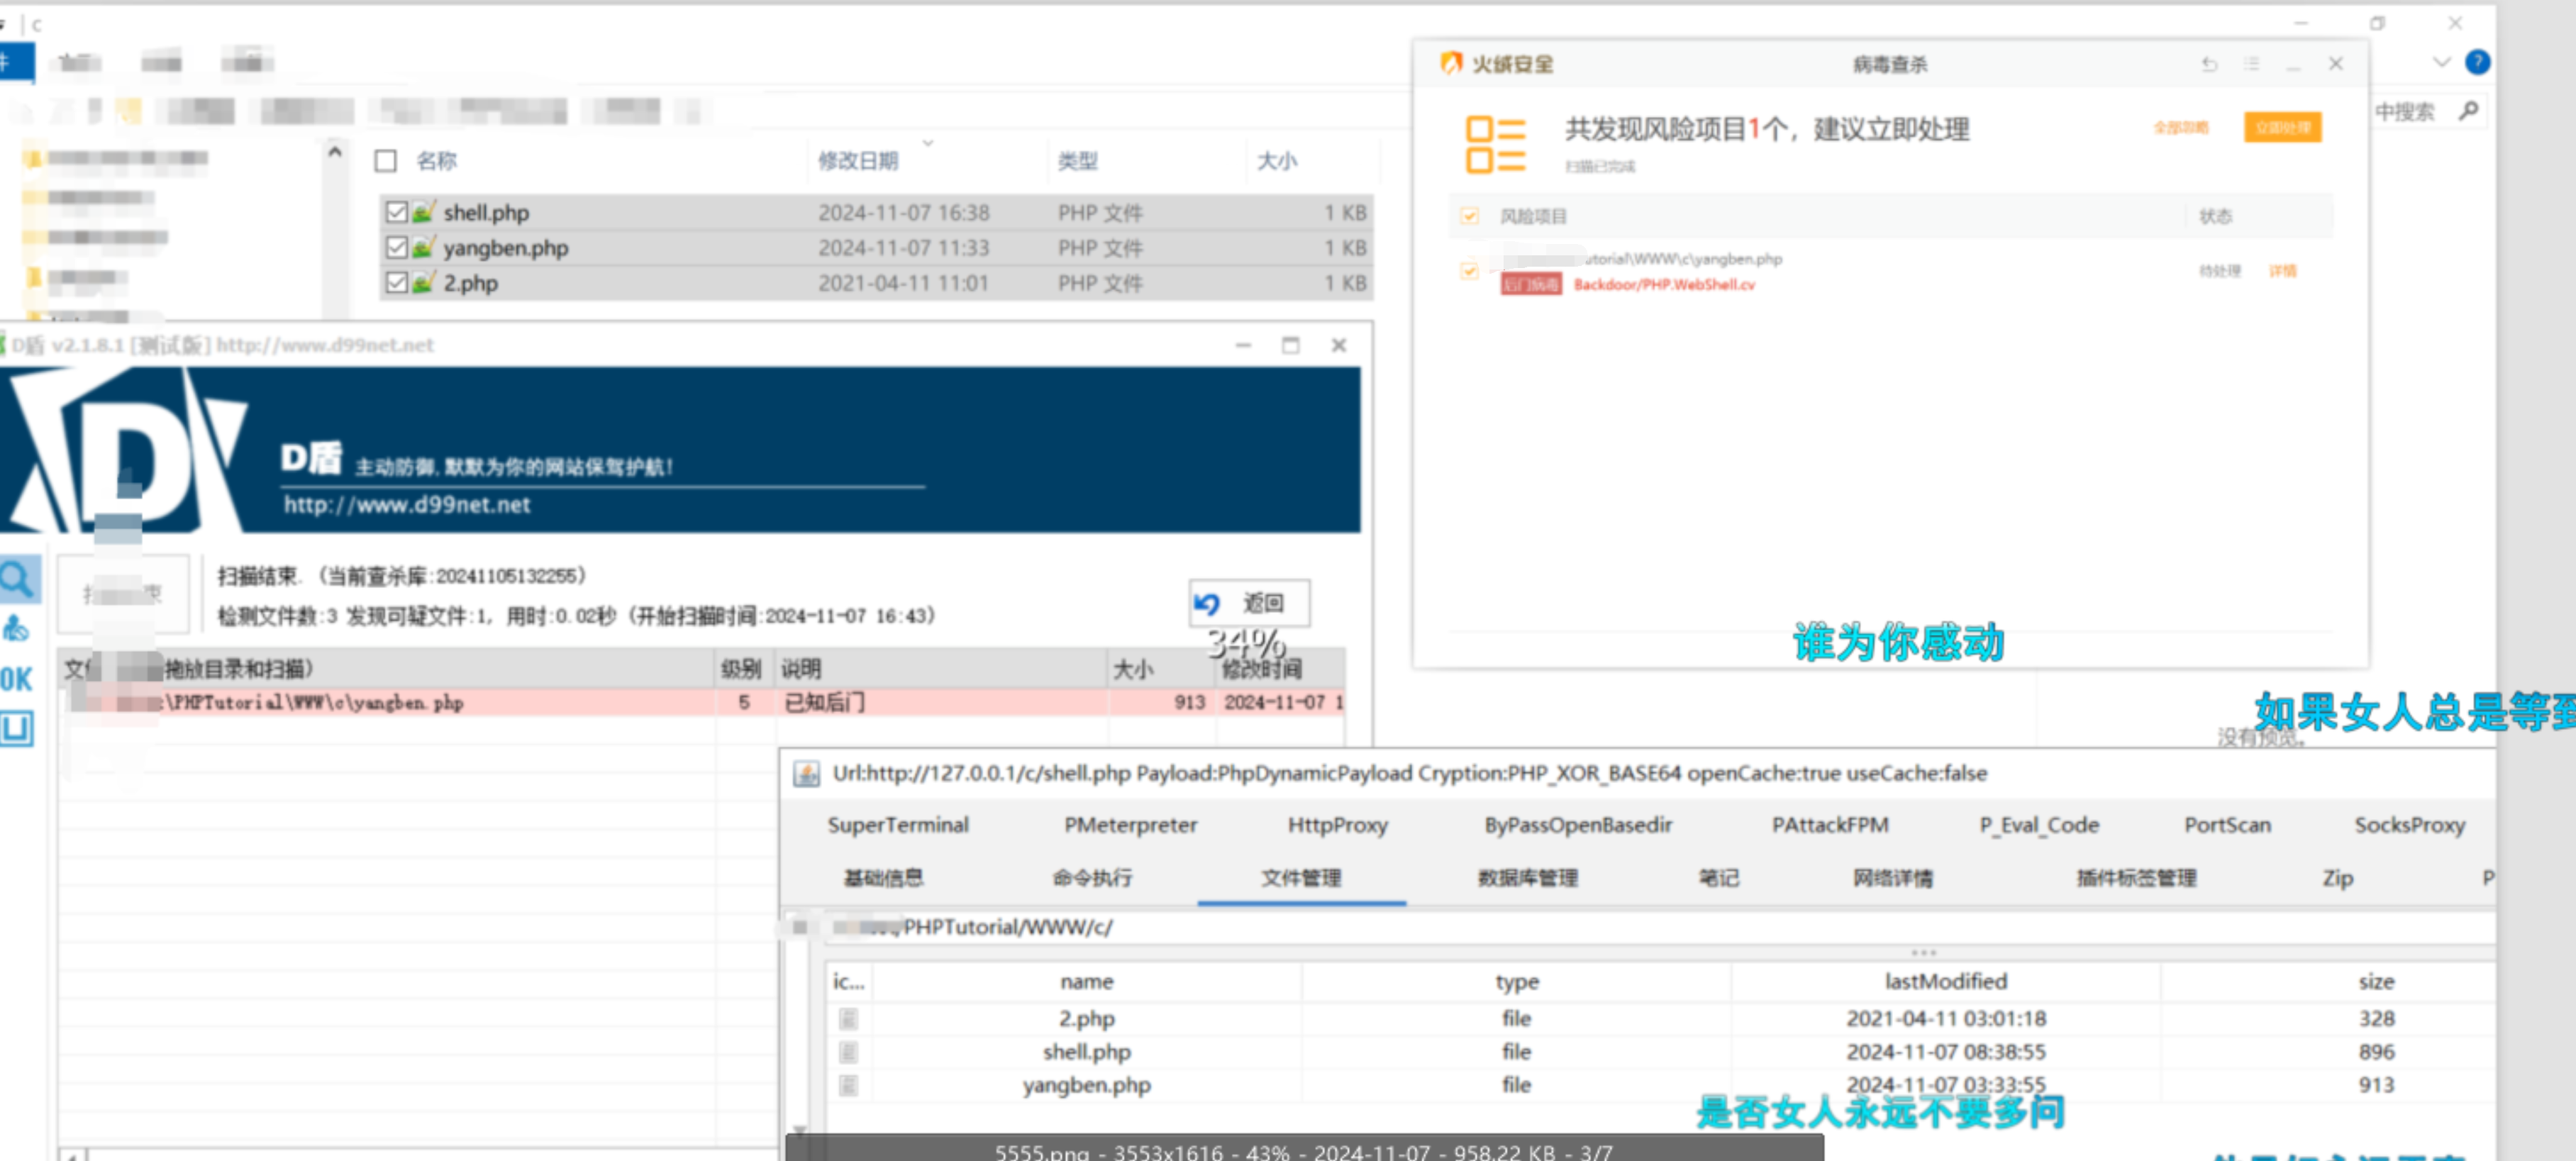 c
火绒安全
病毒查杀
共发现风险项目1个，建议立即处理
扫描已完成
全部忽略
立即处理
中搜索
名称 修改日期 类型 大小
shell.php 2024-11-07 16:38 PHP 文件 1 KB
yangben.php 2024-11-07 11:33 PHP 文件 1 KB
2.php 2021-04-11 11:01 PHP 文件 1 KB
风险项目 状态
utorial\WWW\c\yangben.php
后门病毒 Backdoor/PHP.WebShell.cv
待处理 详情
D盾 v2.1.8.1 [测试版] http://www.d99net.net
D
D盾 主动防御,默默为你的网站保驾护航!
http://www.d99net.net
扫描结束. (当前查杀库:20241105132255)
检测文件数:3 发现可疑文件:1, 用时:0.02秒 (开始扫描时间:2024-11-07 16:43)
返回
34%
OK
拖放目录和扫描) 级别 说明 大小 修改时间
:\PHPTutorial\WWW\c\yangben.php 5 已知后门 913 2024-11-07 1
谁为你感动
如果女人总是等到
没有预览。
Url:http://127.0.0.1/c/shell.php Payload:PhpDynamicPayload Cryption:PHP_XOR_BASE64 openCache:true useCache:false
SuperTerminal PMeterpreter HttpProxy ByPassOpenBasedir PAttackFPM P_Eval_Code PortScan SocksProxy
基础信息 命令执行 文件管理 数据库管理 笔记 网络详情 插件标签管理 Zip P
/PHPTutorial/WWW/c/
ic... name type lastModified size
2.php file 2021-04-11 03:01:18 328
shell.php file 2024-11-07 08:38:55 896
yangben.php file 2024-11-07 03:33:55 913
是否女人永远不要多问
5555.png - 3553x1616 - 43% - 2024-11-07 - 958.22 KB - 3/7